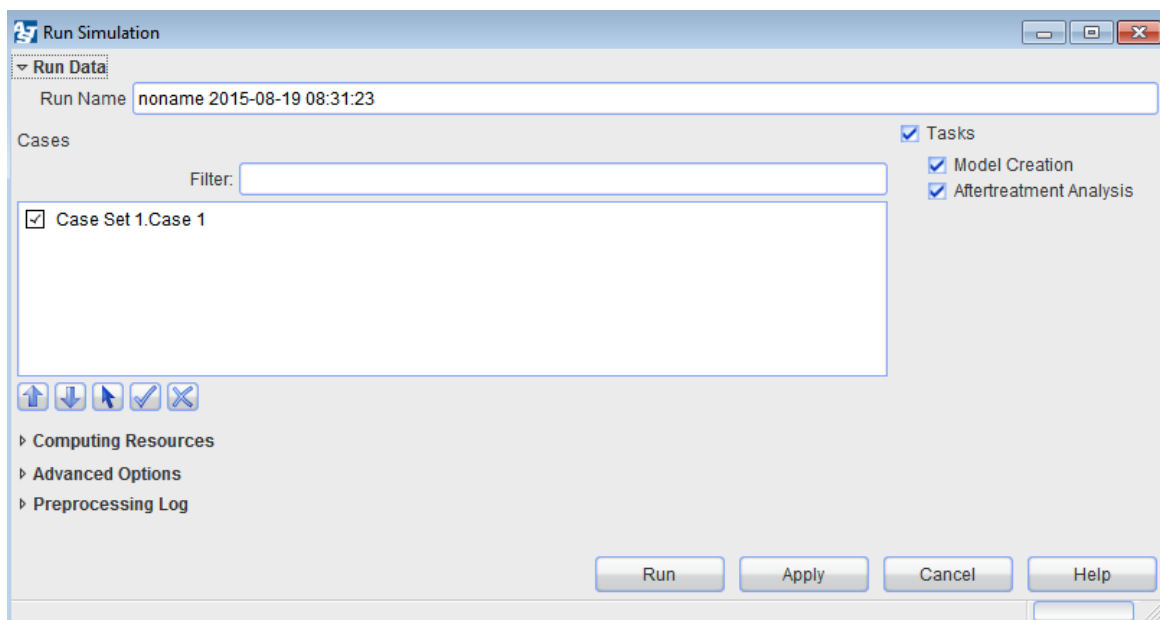 Run Simulation
Run Data
Run Name noname 2015-08-19 08:31:23
Cases
Filter:
Case Set 1.Case 1
Tasks
Model Creation
Aftertreatment Analysis
Computing Resources
Advanced Options
Preprocessing Log
Run Apply Cancel Help